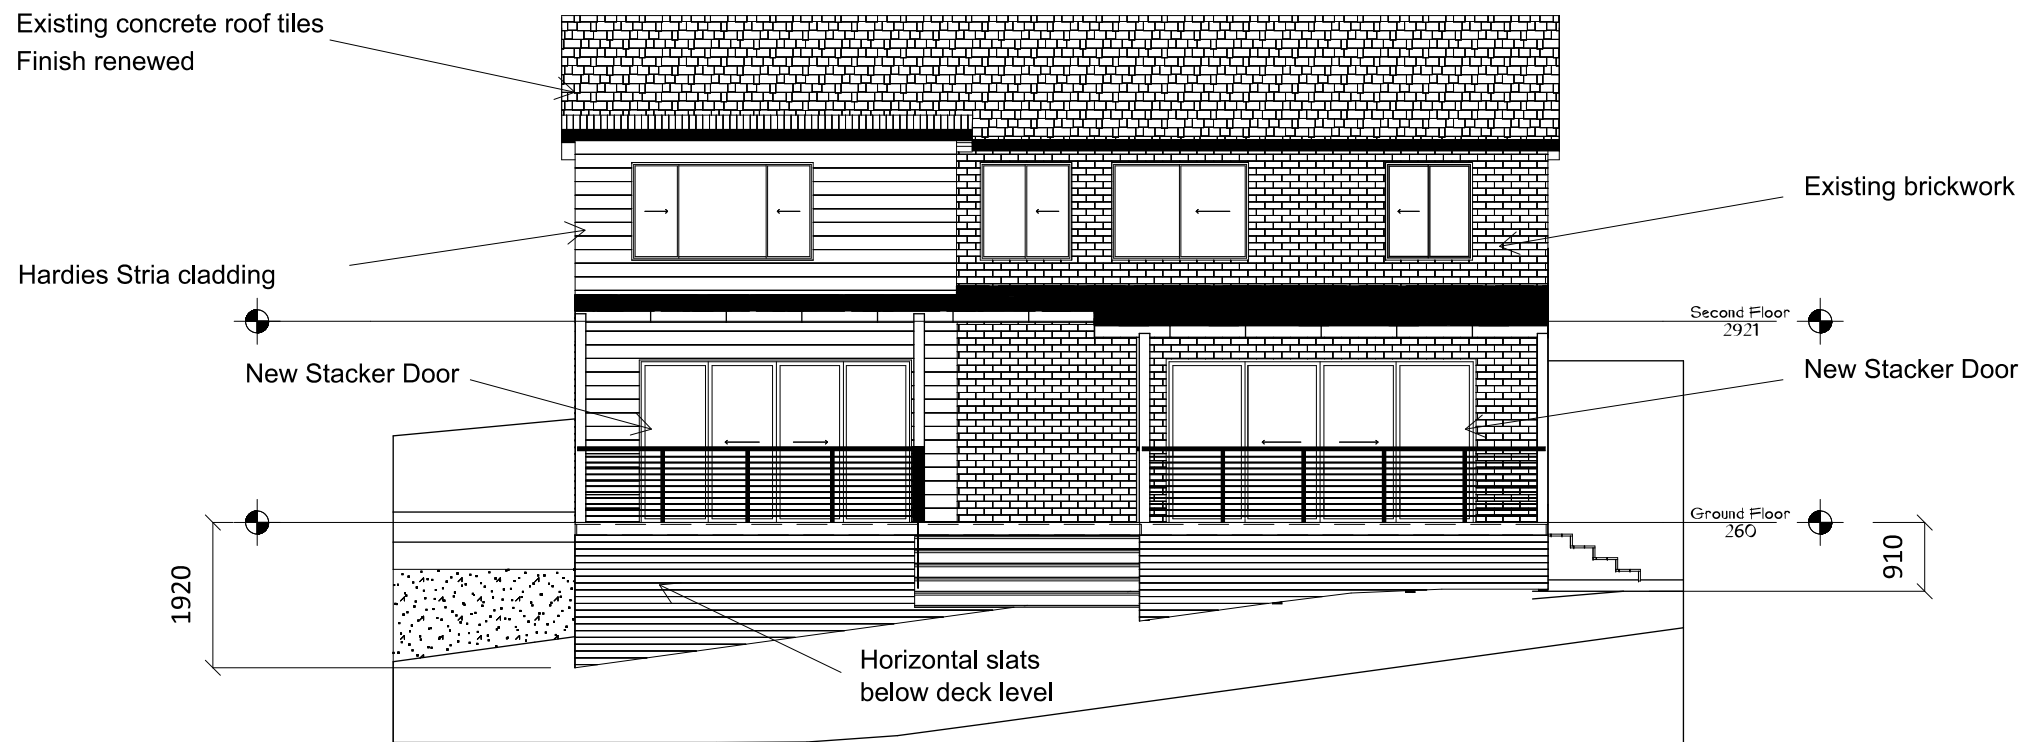 Existing concrete roof tiles
Finish renewed
Existing brickwork
Hardies Stria cladding
Second Floor
2921
New Stacker Door
New Stacker Door
Ground Floor
260
910
1920
Horizontal slats
below deck level